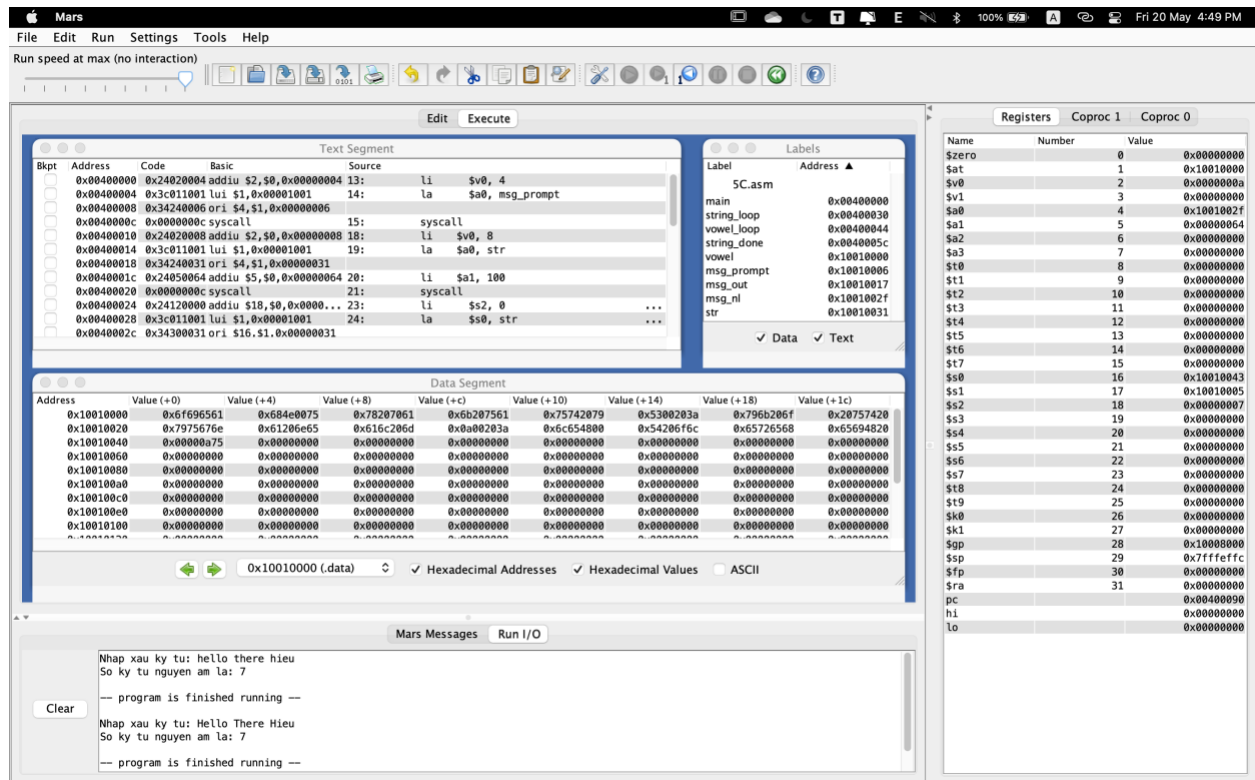 Mars 100% A Fri 20 May 4:49 PM
File Edit Run Settings Tools Help
Run speed at max (no interaction)
Edit Execute
Text Segment
Bkpt Address Code Basic Source
0x00400000 0x24020004 addiu $2,$0,0x00000004 13: li $v0, 4
0x00400004 0x3c011001 lui $1,0x00001001 14: la $a0, msg_prompt
0x00400008 0x34240006 ori $4,$1,0x00000006
0x0040000c 0x0000000c syscall 15: syscall
0x00400010 0x24020008 addiu $2,$0,0x00000008 18: li $v0, 8
0x00400014 0x3c011001 lui $1,0x00001001 19: la $a0, str
0x00400018 0x34240031 ori $4,$1,0x00000031
0x0040001c 0x24050064 addiu $5,$0,0x00000064 20: li $a1, 100
0x00400020 0x0000000c syscall 21: syscall
0x00400024 0x24120000 addiu $18,$0,0x0000... 23: li $s2, 0 ...
0x00400028 0x3c011001 lui $1,0x00001001 24: la $s0, str ...
0x0040002c 0x34300031 ori $16,$1,0x00000031
Labels
Label Address ▲
5C.asm
main 0x00400000
string_loop 0x00400030
vowel_loop 0x00400044
string_done 0x0040005c
vowel 0x10010000
msg_prompt 0x10010006
msg_out 0x10010017
msg_nl 0x1001002f
str 0x10010031
Data Text
Data Segment
Address Value (+0) Value (+4) Value (+8) Value (+c) Value (+10) Value (+14) Value (+18) Value (+1c)
0x10010000 0x6f696561 0x684e0075 0x78207061 0x6b207561 0x75742079 0x5300203a 0x796b206f 0x20757420
0x10010020 0x7975676e 0x61206e65 0x616c206d 0x0a00203a 0x6c654800 0x54206f6c 0x65726568 0x65694820
0x10010040 0x00000a75 0x00000000 0x00000000 0x00000000 0x00000000 0x00000000 0x00000000 0x00000000
0x10010060 0x00000000 0x00000000 0x00000000 0x00000000 0x00000000 0x00000000 0x00000000 0x00000000
0x10010080 0x00000000 0x00000000 0x00000000 0x00000000 0x00000000 0x00000000 0x00000000 0x00000000
0x100100a0 0x00000000 0x00000000 0x00000000 0x00000000 0x00000000 0x00000000 0x00000000 0x00000000
0x100100c0 0x00000000 0x00000000 0x00000000 0x00000000 0x00000000 0x00000000 0x00000000 0x00000000
0x100100e0 0x00000000 0x00000000 0x00000000 0x00000000 0x00000000 0x00000000 0x00000000 0x00000000
0x10010100 0x00000000 0x00000000 0x00000000 0x00000000 0x00000000 0x00000000 0x00000000 0x00000000
0x10010000 (.data) Hexadecimal Addresses Hexadecimal Values ASCII
Mars Messages Run I/O
Nhap xau ky tu: hello there hieu
So ky tu nguyen am la: 7
-- program is finished running --
Clear
Nhap xau ky tu: Hello There Hieu
So ky tu nguyen am la: 7
-- program is finished running --
Registers Coproc 1 Coproc 0
Name Number Value
$zero 0 0x00000000
$at 1 0x10010000
$v0 2 0x0000000a
$v1 3 0x00000000
$a0 4 0x1001002f
$a1 5 0x00000064
$a2 6 0x00000000
$a3 7 0x00000000
$t0 8 0x00000000
$t1 9 0x00000000
$t2 10 0x00000000
$t3 11 0x00000000
$t4 12 0x00000000
$t5 13 0x00000000
$t6 14 0x00000000
$t7 15 0x00000000
$s0 16 0x10010043
$s1 17 0x10010005
$s2 18 0x00000007
$s3 19 0x00000000
$s4 20 0x00000000
$s5 21 0x00000000
$s6 22 0x00000000
$s7 23 0x00000000
$t8 24 0x00000000
$t9 25 0x00000000
$k0 26 0x00000000
$k1 27 0x00000000
$gp 28 0x10008000
$sp 29 0x7fffeffc
$fp 30 0x00000000
$ra 31 0x00000000
pc 0x00400090
hi 0x00000000
lo 0x00000000